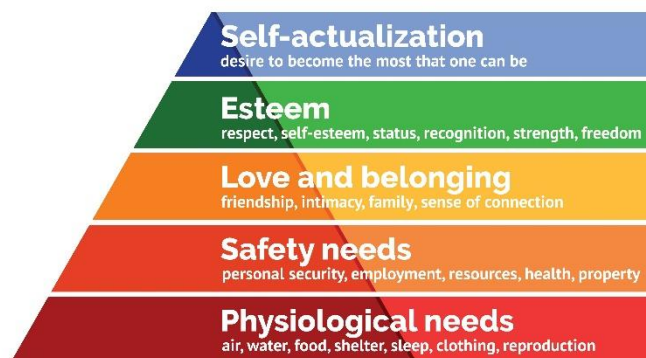 Self-actualization
desire to become the most that one can be
Esteem
respect, self-esteem, status, recognition, strength, freedom
Love and belonging
friendship, intimacy, family, sense of connection
Safety needs
personal security, employment, resources, health, property
Physiological needs
air, water, food, shelter, sleep, clothing, reproduction